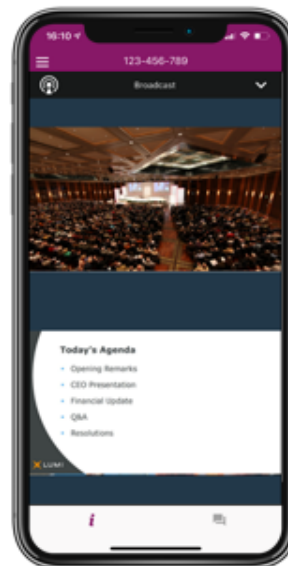 16:10
123-456-789
Broadcast
Today's Agenda
Opening Remarks
CEO Presentation
Financial Update
Q&A
Resolutions
LUMI